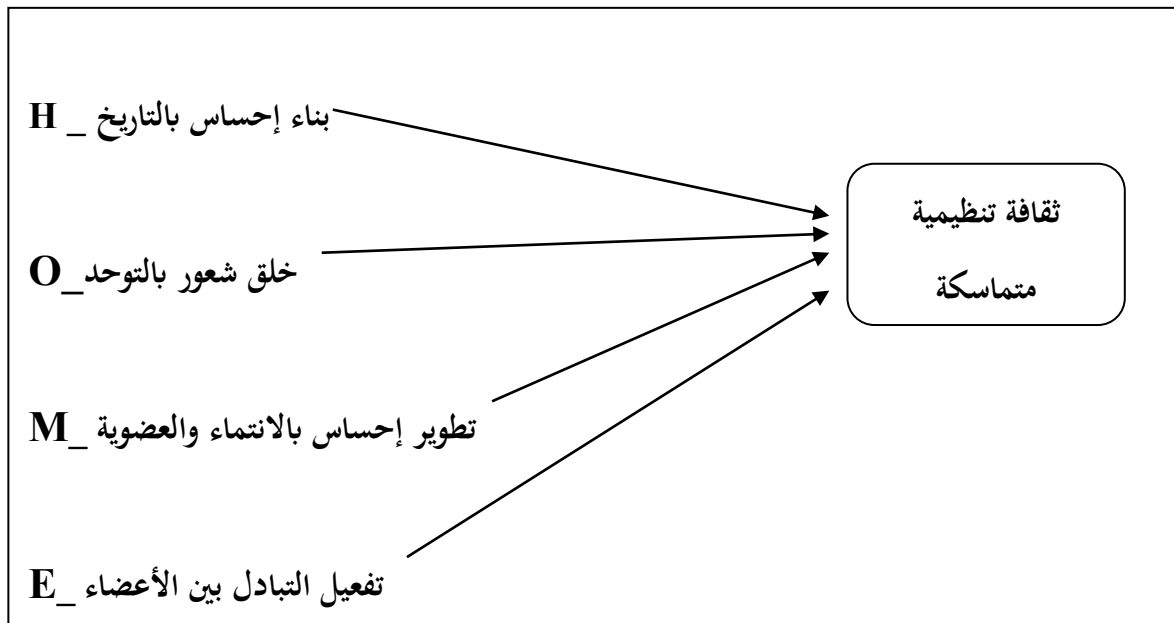 بناء إحساس بالتاريخ _ H
خلق شعور بالتوحد_O
تطوير إحساس بالانتماء والعضوية _M
تفعيل التبادل بين الأعضاء _E
ثقافة تنظيمية
متماسكة